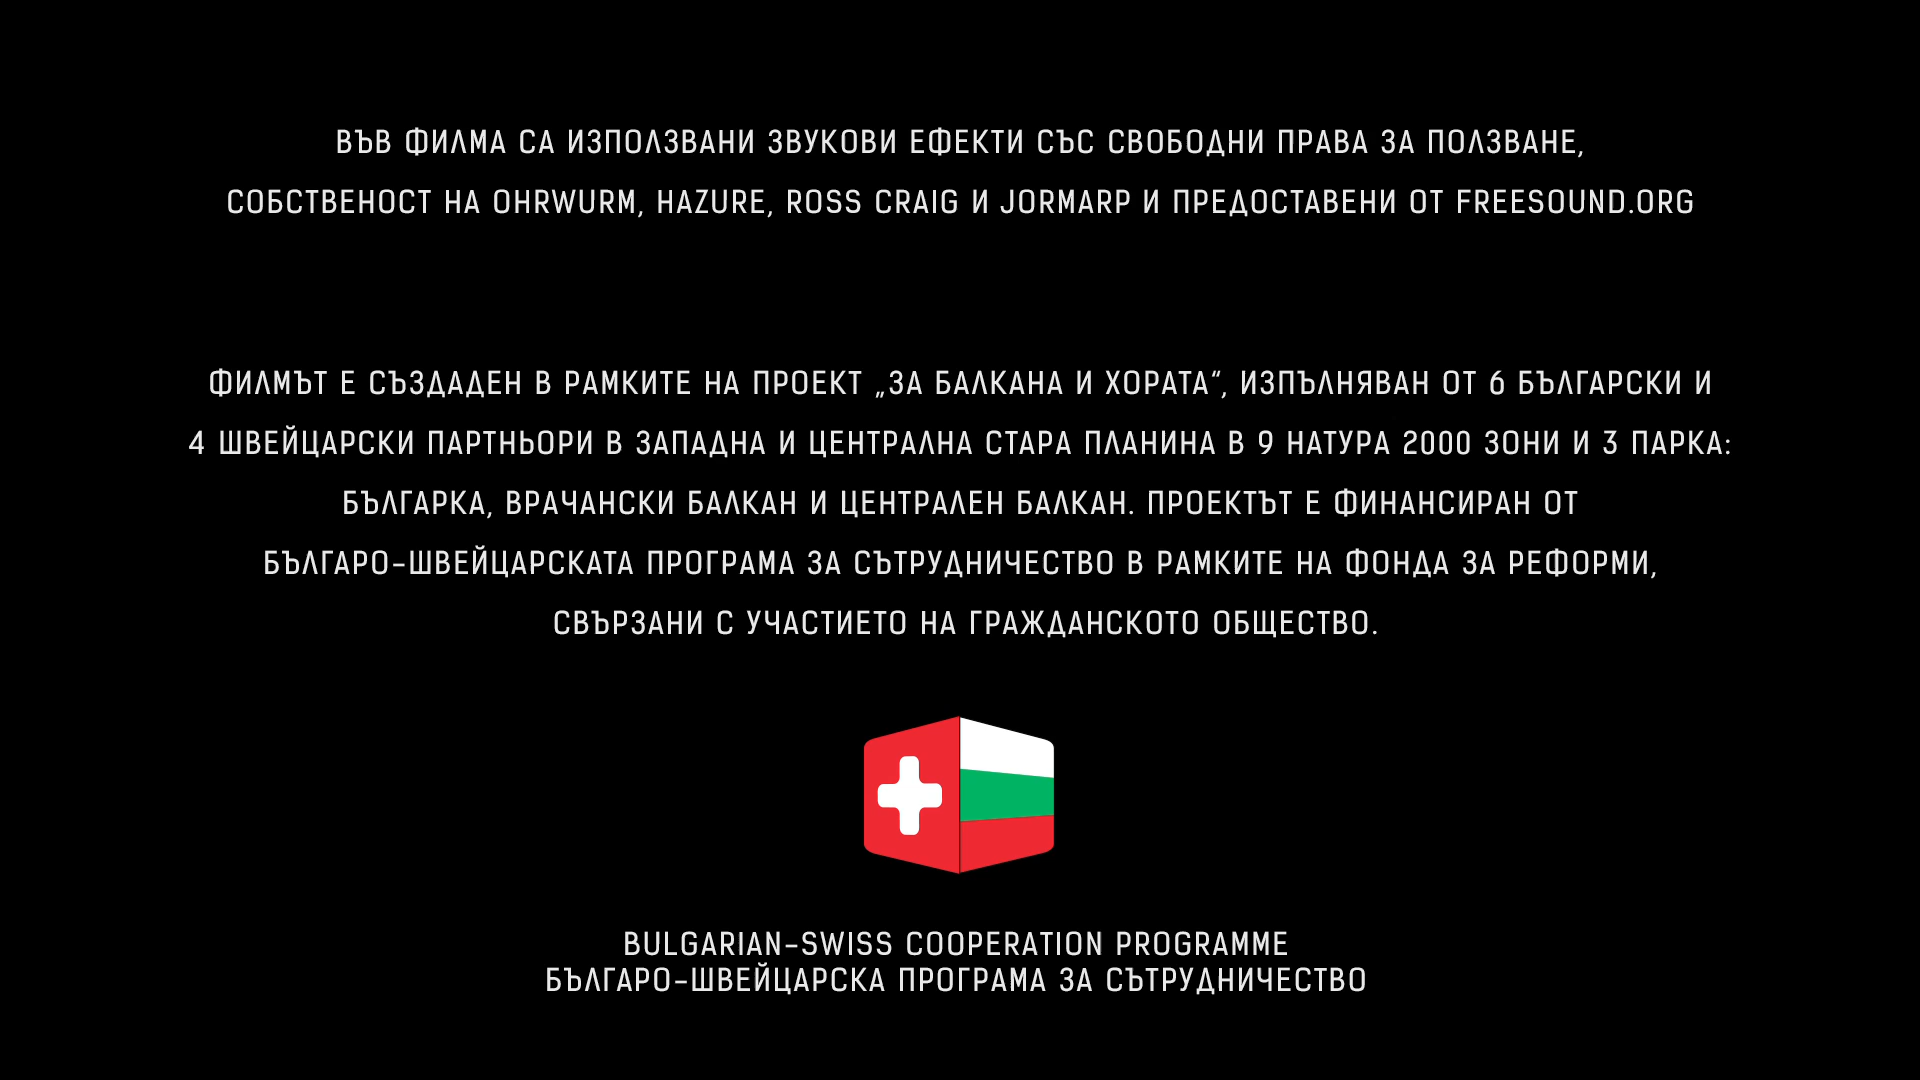 ВЪВ ФИЛМА СА ИЗПОЛЗВАНИ ЗВУКОВИ ЕФЕКТИ СЪС СВОБОДНИ ПРАВА ЗА ПОЛЗВАНЕ,
СОБСТВЕНОСТ НА OHRWURM, HAZURE, ROSS CRAIG И JORMARP И ПРЕДОСТАВЕНИ ОТ FREESOUND.ORG
ФИЛМЪТ Е СЪЗДАДЕН В РАМКИТЕ НА ПРОЕКТ „ЗА БАЛКАНА И ХОРАТА“, ИЗПЪЛНЯВАН ОТ 6 БЪЛГАРСКИ И
4 ШВЕЙЦАРСКИ ПАРТНЬОРИ В ЗАПАДНА И ЦЕНТРАЛНА СТАРА ПЛАНИНА В 9 НАТУРА 2000 ЗОНИ И 3 ПАРКА:
БЪЛГАРКА, ВРАЧАНСКИ БАЛКАН И ЦЕНТРАЛЕН БАЛКАН. ПРОЕКТЪТ Е ФИНАНСИРАН ОТ
БЪЛГАРО-ШВЕЙЦАРСКАТА ПРОГРАМА ЗА СЪТРУДНИЧЕСТВО В РАМКИТЕ НА ФОНДА ЗА РЕФОРМИ,
СВЪРЗАНИ С УЧАСТИЕТО НА ГРАЖДАНСКОТО ОБЩЕСТВО.
BULGARIAN-SWISS COOPERATION PROGRAMME
БЪЛГАРО-ШВЕЙЦАРСКА ПРОГРАМА ЗА СЪТРУДНИЧЕСТВО